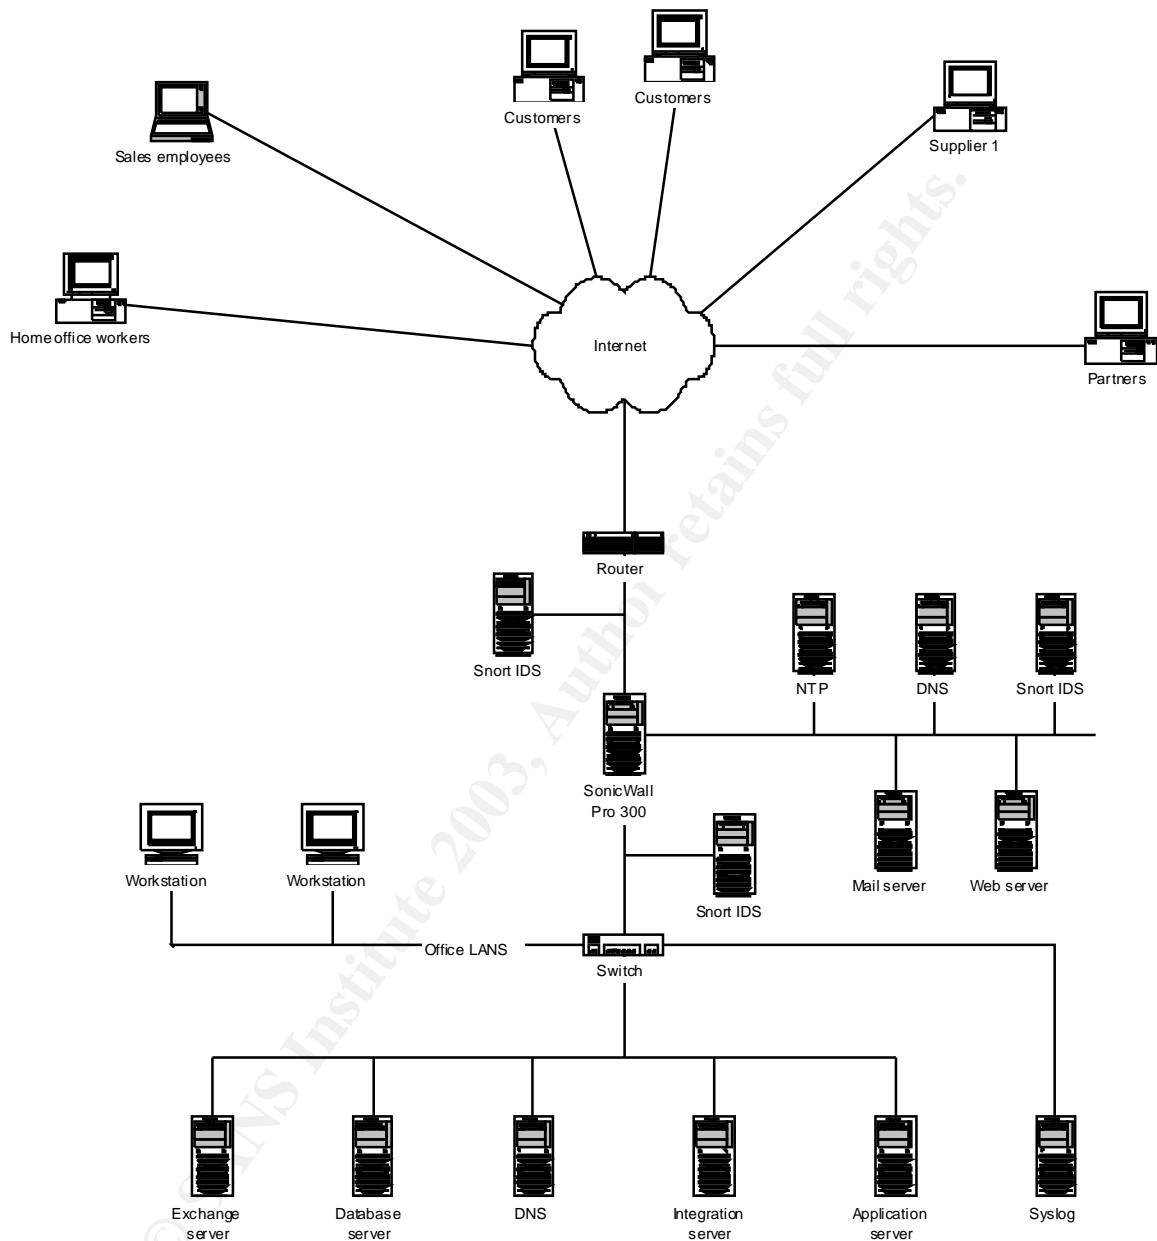 Customers
Customers
Sales employees
Supplier 1
Home office workers
Internet
Partners
Router
Snort IDS
NTP
DNS
Snort IDS
SonicWall
Pro 300
Mail server
Web server
Workstation
Workstation
Snort IDS
Office LANS
Switch
Exchange
server
Database
server
DNS
Integration
server
Application
server
Syslog
© SANS Institute 2003, Author retains full rights.